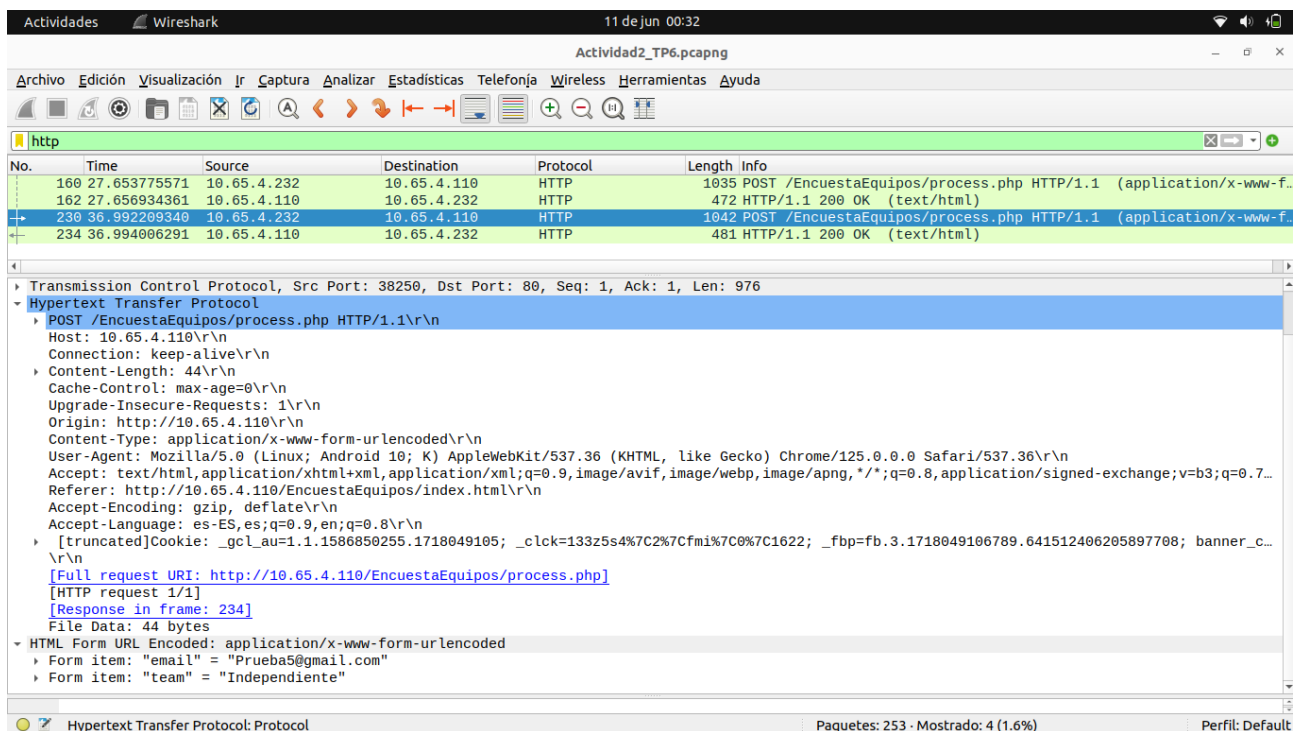 Actividades Wireshark 11 de jun 00:32
Actividad2_TP6.pcapng
Archivo Edición Visualización Ir Captura Analizar Estadísticas Telefonía Wireless Herramientas Ayuda
http
No. Time Source Destination Protocol Length Info
160 27.653775571 10.65.4.232 10.65.4.110 HTTP 1035 POST /EncuestaEquipos/process.php HTTP/1.1 (application/x-www-f…
162 27.656934361 10.65.4.110 10.65.4.232 HTTP 472 HTTP/1.1 200 OK (text/html)
230 36.992209340 10.65.4.232 10.65.4.110 HTTP 1042 POST /EncuestaEquipos/process.php HTTP/1.1 (application/x-www-f…
234 36.994006291 10.65.4.110 10.65.4.232 HTTP 481 HTTP/1.1 200 OK (text/html)
Transmission Control Protocol, Src Port: 38250, Dst Port: 80, Seq: 1, Ack: 1, Len: 976
Hypertext Transfer Protocol
POST /EncuestaEquipos/process.php HTTP/1.1\r\n
Host: 10.65.4.110\r\n
Connection: keep-alive\r\n
Content-Length: 44\r\n
Cache-Control: max-age=0\r\n
Upgrade-Insecure-Requests: 1\r\n
Origin: http://10.65.4.110\r\n
Content-Type: application/x-www-form-urlencoded\r\n
User-Agent: Mozilla/5.0 (Linux; Android 10; K) AppleWebKit/537.36 (KHTML, like Gecko) Chrome/125.0.0.0 Safari/537.36\r\n
Accept: text/html,application/xhtml+xml,application/xml;q=0.9,image/avif,image/webp,image/apng,*/*;q=0.8,application/signed-exchange;v=b3;q=0.7…
Referer: http://10.65.4.110/EncuestaEquipos/index.html\r\n
Accept-Encoding: gzip, deflate\r\n
Accept-Language: es-ES,es;q=0.9,en;q=0.8\r\n
[truncated]Cookie: _gcl_au=1.1.1586850255.1718049105; _clck=133z5s4%7C2%7Cfmi%7C0%7C1622; _fbp=fb.3.1718049106789.641512406205897708; banner_c…
\r\n
[Full request URI: http://10.65.4.110/EncuestaEquipos/process.php]
[HTTP request 1/1]
[Response in frame: 234]
File Data: 44 bytes
HTML Form URL Encoded: application/x-www-form-urlencoded
Form item: "email" = "Prueba5@gmail.com"
Form item: "team" = "Independiente"
Hypertext Transfer Protocol: Protocol Paquetes: 253 · Mostrado: 4 (1.6%) Perfil: Default